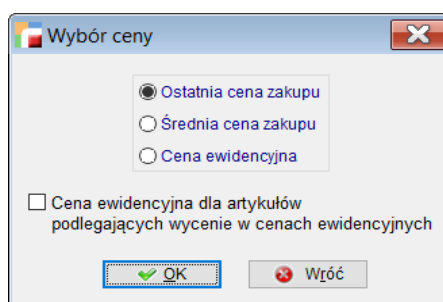 Wybór ceny
Ostatnia cena zakupu
Średnia cena zakupu
Cena ewidencyjna
Cena ewidencyjna dla artykułów
podlegających wycenie w cenach ewidencyjnych
OK
Wróć